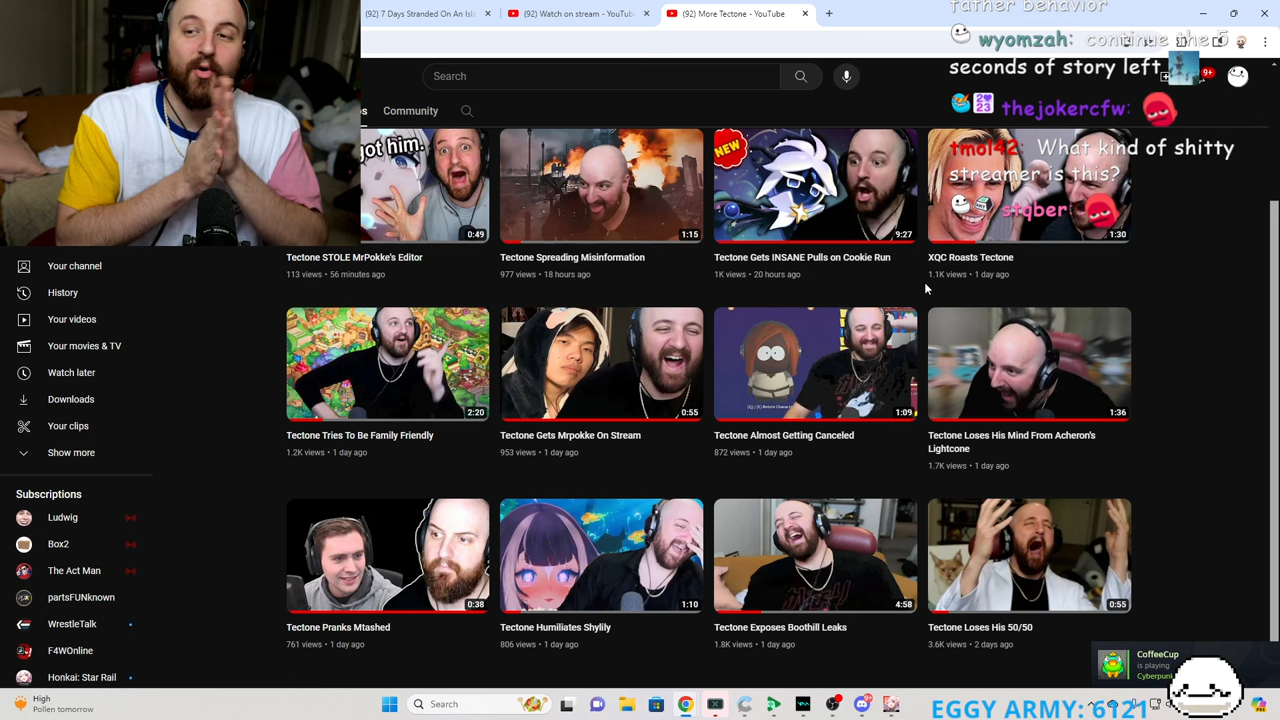 (92) 7 Days Stranded On An Isl
(92) Watch on stream - YouTub
(92) More Tectone - YouTube
father behavior
wyomzah: continue the 5
seconds of story left
thejokercfw:
tmol42: What kind of shitty
streamer is this?
stqber
Search
9+
Community
got him.
0:49
1:15
NEW
9:27
1:30
Tectone STOLE MrPokke's Editor
113 views • 56 minutes ago
Tectone Spreading Misinformation
977 views • 18 hours ago
Tectone Gets INSANE Pulls on Cookie Run
1K views • 20 hours ago
XQC Roasts Tectone
1.1K views • 1 day ago
Your channel
History
Your videos
Your movies & TV
Watch later
Downloads
Your clips
Show more
2:20
0:55
1:09
1:36
Tectone Tries To Be Family Friendly
1.2K views • 1 day ago
Tectone Gets Mrpokke On Stream
953 views • 1 day ago
Tectone Almost Getting Canceled
872 views • 1 day ago
Tectone Loses His Mind From Acheron's
Lightcone
1.7K views • 1 day ago
Subscriptions
Ludwig
Box2
The Act Man
partsFUNknown
WrestleTalk
F4WOnline
Honkai: Star Rail
0:38
1:10
4:58
0:55
Tectone Pranks Mtashed
761 views • 1 day ago
Tectone Humiliates Shylily
806 views • 1 day ago
Tectone Exposes Boothill Leaks
1.8K views • 1 day ago
Tectone Loses His 50/50
3.6K views • 2 days ago
CoffeeCup
is playing
Cyberpunk
High
Pollen tomorrow
Search
EGGY ARMY: 6121